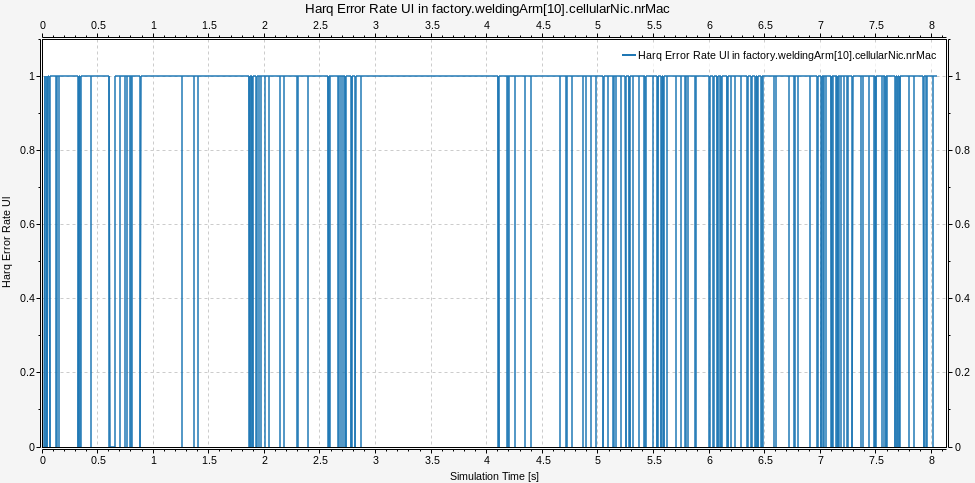 Harq Error Rate UI in factory.weldingArm[10].cellularNic.nrMac
0 0.5 1 1.5 2 2.5 3 3.5 4 4.5 5 5.5 6 6.5 7 7.5 8
Harq Error Rate UI in factory.weldingArm[10].cellularNic.nrMac
1 1
0.8 0.8
0.6 0.6
0.4 0.4
0.2 0.2
0 0
Harq Error Rate UI
0 0.5 1 1.5 2 2.5 3 3.5 4 4.5 5 5.5 6 6.5 7 7.5 8
Simulation Time [s]